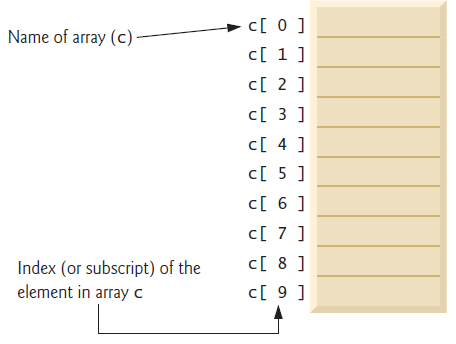 Name of array (c)
c[ 0 ]
c[ 1 ]
c[ 2 ]
c[ 3 ]
c[ 4 ]
c[ 5 ]
c[ 6 ]
c[ 7 ]
c[ 8 ]
c[ 9 ]
Index (or subscript) of the
element in array c